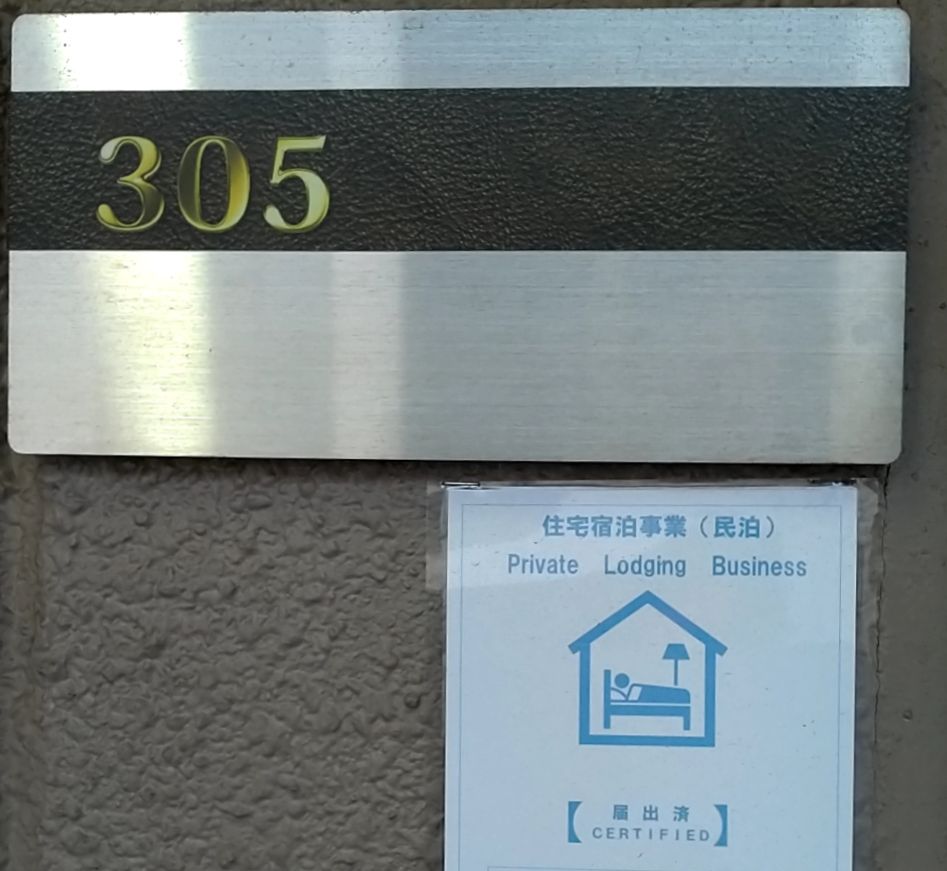 305
住宅宿泊事業（民泊）
Private Lodging Business
【届出済
CERTIFIED】